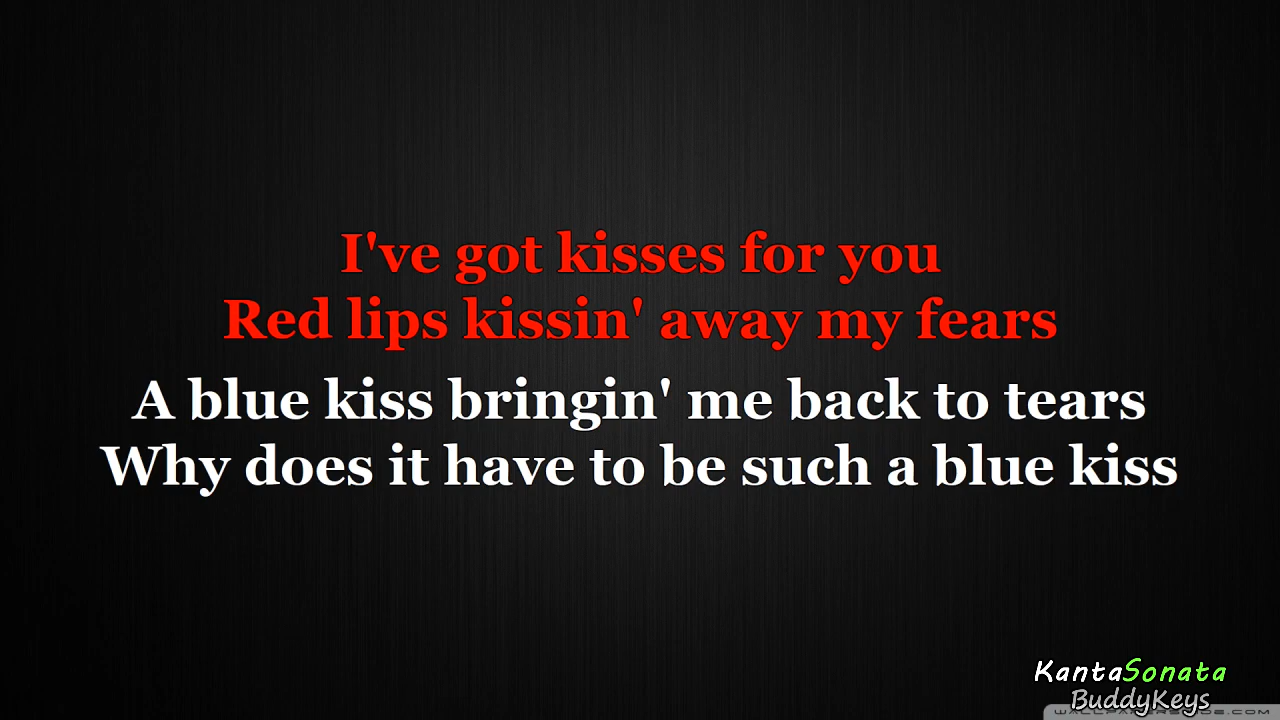 I've got kisses for you
Red lips kissin' away my fears
A blue kiss bringin' me back to tears
Why does it have to be such a blue kiss
KantaSonata
BuddyKeys